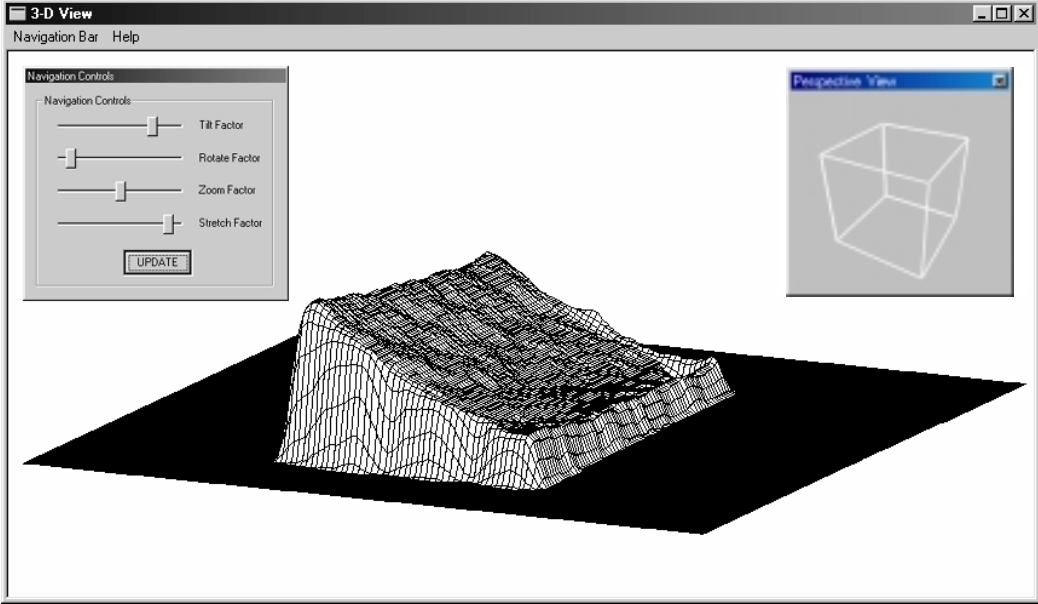 3-D View
Navigation Bar Help
Navigation Controls
Navigation Controls
Tilt Factor
Rotate Factor
Zoom Factor
Stretch Factor
UPDATE
Perspective View